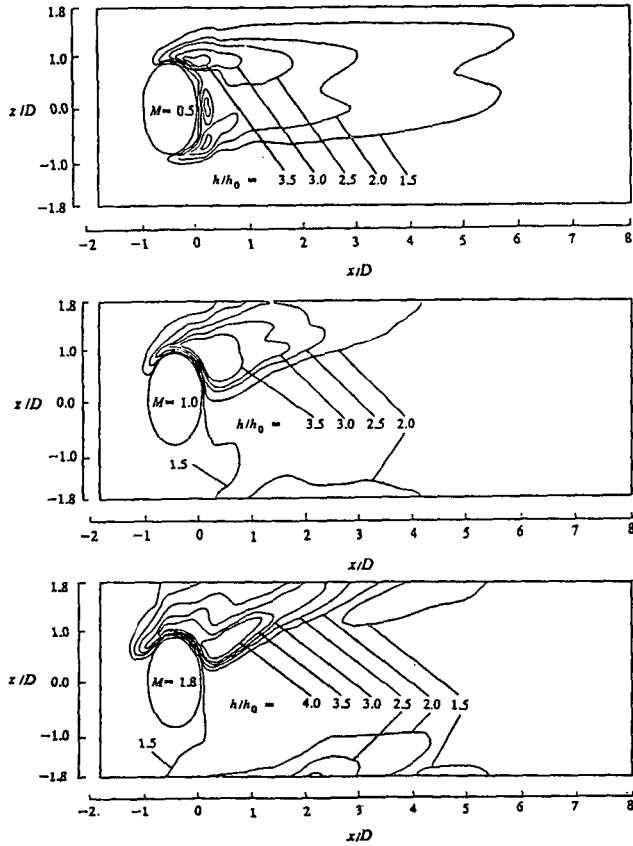 1.8
1.0
z/D
0.0
M = 0.5
-1.0
h/h0 =
3.5 3.0 2.5 2.0 1.5
-1.8
-2 -1 0 1 2 3 4 5 6 7 8
x/D
1.8
1.0
z/D
0.0
M = 1.0
h/h0 =
3.5 3.0 2.5 2.0
-1.0
1.5
-1.8
-2 -1 0 1 2 3 4 5 6 7 8
x/D
1.8
1.0
z/D
0.0
M = 1.8
h/h0 =
4.0 3.5 3.0 2.5 2.0 1.5
-1.0
1.5
-1.8
-2. -1 0 1 2 3 4 5 6 7 8
x/D